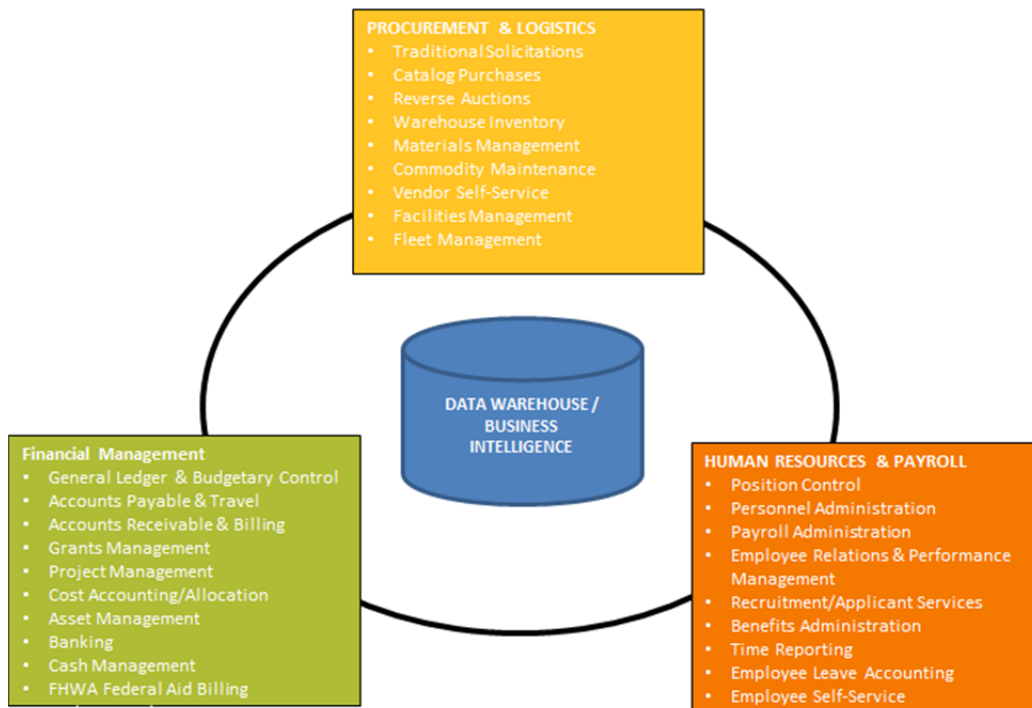 PROCUREMENT & LOGISTICS
• Traditional Solicitations
• Catalog Purchases
• Reverse Auctions
• Warehouse Inventory
• Materials Management
• Commodity Maintenance
• Vendor Self-Service
• Facilities Management
• Fleet Management
DATA WAREHOUSE /
BUSINESS
INTELLIGENCE
Financial Management
• General Ledger & Budgetary Control
• Accounts Payable & Travel
• Accounts Receivable & Billing
• Grants Management
• Project Management
• Cost Accounting/Allocation
• Asset Management
• Banking
• Cash Management
• FHWA Federal Aid Billing
HUMAN RESOURCES & PAYROLL
• Position Control
• Personnel Administration
• Payroll Administration
• Employee Relations & Performance
Management
• Recruitment/Applicant Services
• Benefits Administration
• Time Reporting
• Employee Leave Accounting
• Employee Self-Service